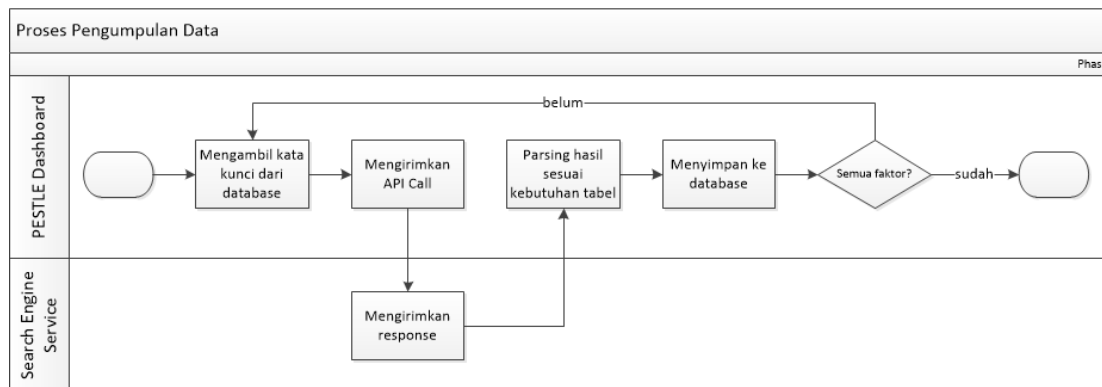 Proses Pengumpulan Data
Phas
PESTLE Dashboard
belum
Mengambil kata
kunci dari
database
Mengirimkan
API Call
Parsing hasil
sesuai
kebutuhan tabel
Menyimpan ke
database
Semua faktor?
sudah
Search Engine
Service
Mengirimkan
response